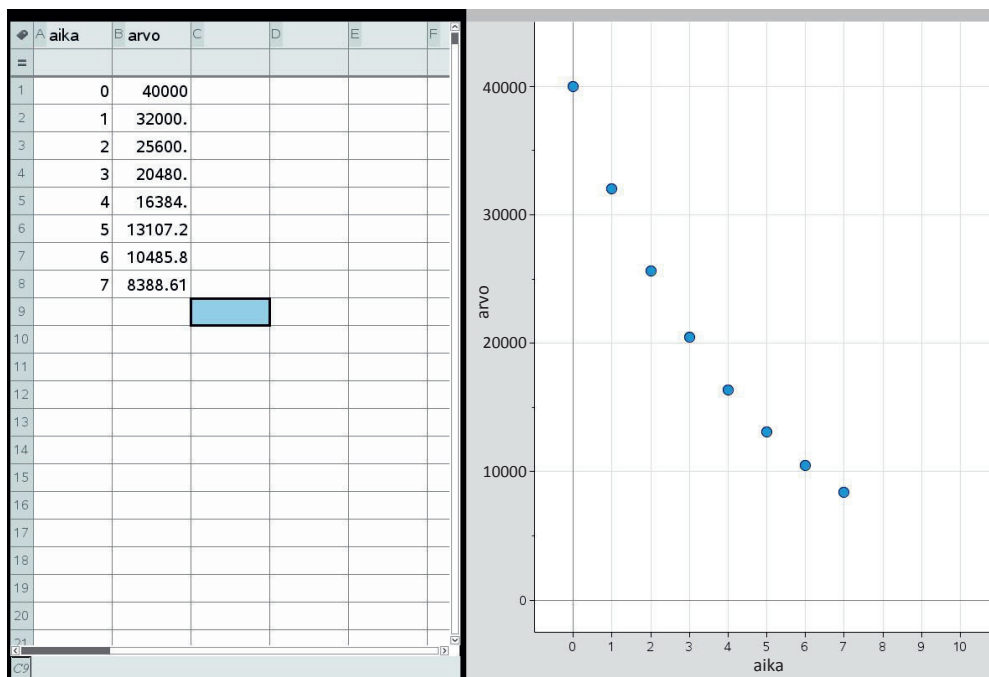 A aika B arvo C D E F
=
1 0 40000
2 1 32000.
3 2 25600.
4 3 20480.
5 4 16384.
6 5 13107.2
7 6 10485.8
8 7 8388.61
9
10
11
12
13
14
15
16
17
18
19
20
21
C9
40000
30000
20000
10000
0
arvo
0 1 2 3 4 5 6 7 8 9 10
aika